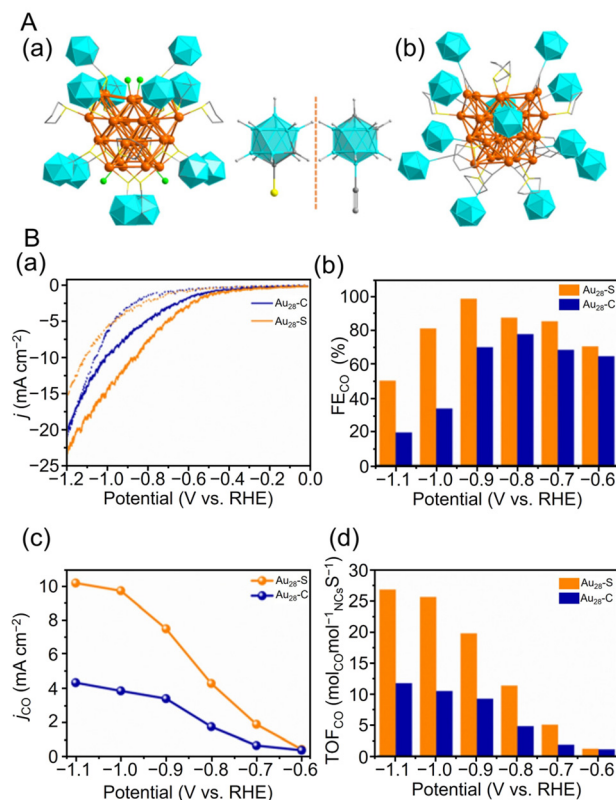 A
(a)
(b)
B
(a)
0
−5
−10
−15
−20
−25
j (mA cm−2)
Au28-C
Au28-S
−1.2 −1.0 −0.8 −0.6 −0.4 −0.2 0.0
Potential (V vs. RHE)
(b)
100
80
60
40
20
0
FECO (%)
Au28-S
Au28-C
−1.1 −1.0 −0.9 −0.8 −0.7 −0.6
Potential (V vs. RHE)
(c)
10
8
6
4
2
0
jCO (mA cm−2)
Au28-S
Au28-C
−1.1 −1.0 −0.9 −0.8 −0.7 −0.6
Potential (V vs. RHE)
(d)
30
25
20
15
10
5
0
TOFCO (molCOmol−1NCsS−1)
Au28-S
Au28-C
−1.1 −1.0 −0.9 −0.8 −0.7 −0.6
Potential (V vs. RHE)